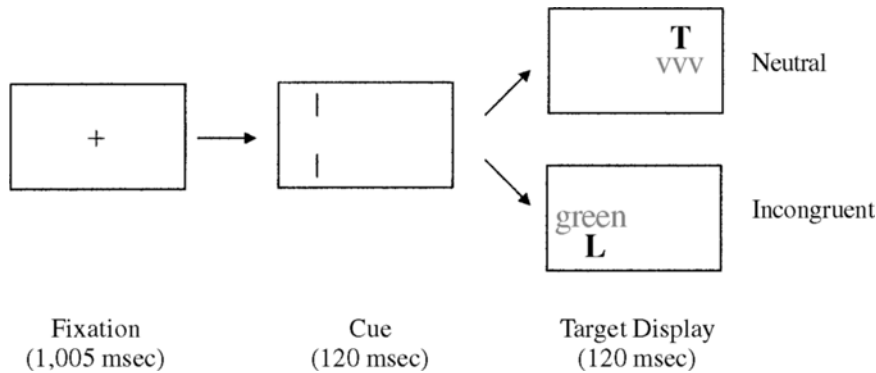 +
T
vvv
Neutral
green
L
Incongruent
Fixation
(1,005 msec)
Cue
(120 msec)
Target Display
(120 msec)